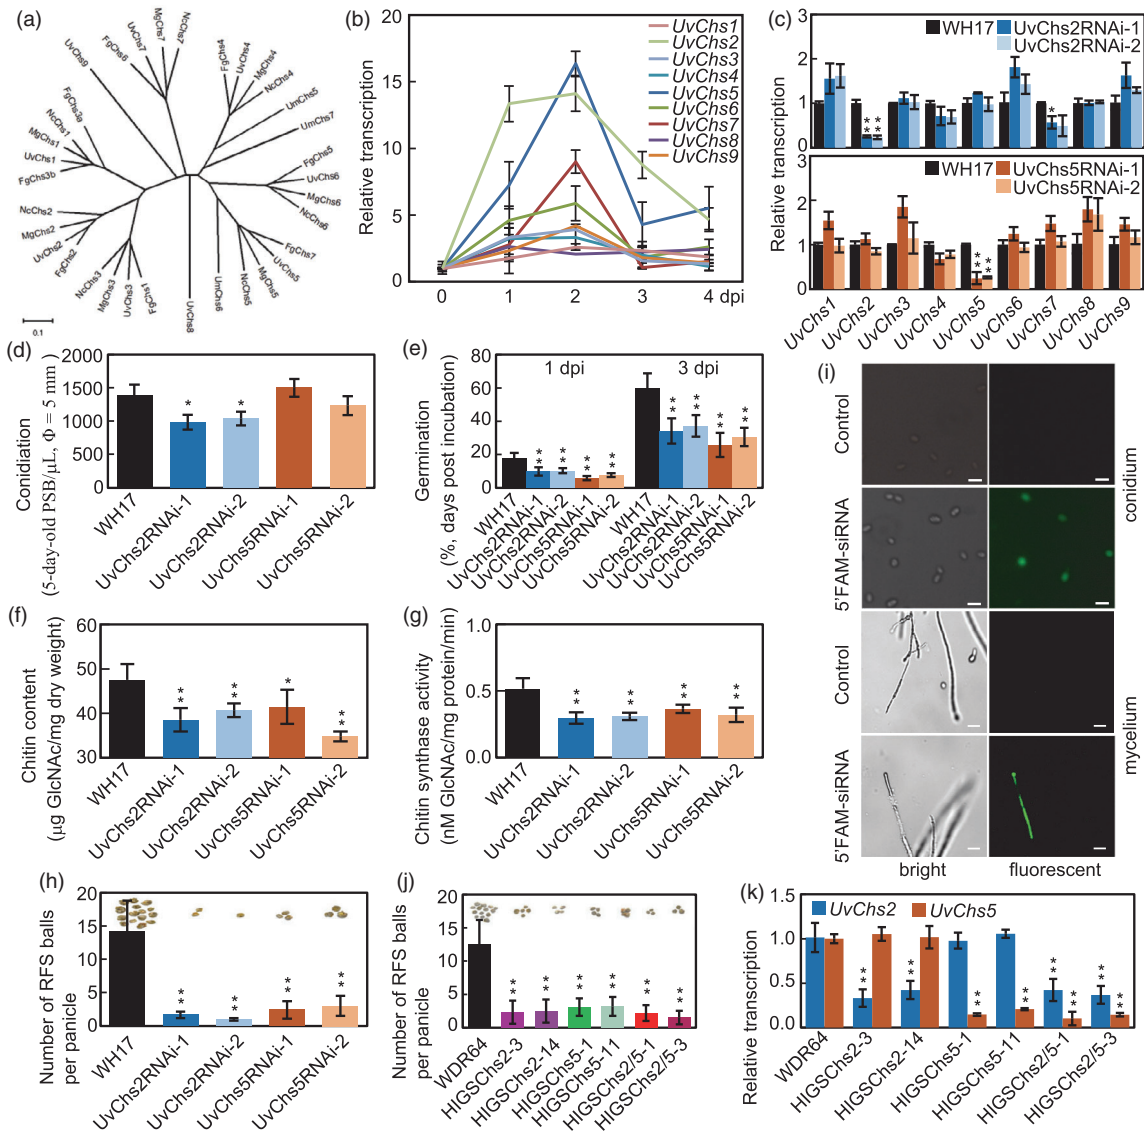 (a)
NcChs7
MgChs7
UvChs7
FgChs6
UvChs9
FgChs4
UvChs4
MgChs4
NcChs4
UmChs5
UmChs7
FgChs5
UvChs6
MgChs6
NcChs6
FgChs7
UvChs5
MgChs5
NcChs5
UmChs6
UvChs8
FgChs1
UvChs3
MgChs3
NcChs3
FgChs2
UvChs2
MgChs2
NcChs2
FgChs3b
UvChs1
MgChs1
NcChs1
FgChs3a
0.1
(b)
Relative transcription
20
15
10
5
0
0 1 2 3 4 dpi
UvChs1
UvChs2
UvChs3
UvChs4
UvChs5
UvChs6
UvChs7
UvChs8
UvChs9
(c)
Relative transcription
3
2
1
0
WH17 UvChs2RNAi-1
UvChs2RNAi-2
** ** *
3
2
1
0
WH17 UvChs5RNAi-1
UvChs5RNAi-2
** **
UvChs1 UvChs2 UvChs3 UvChs4 UvChs5 UvChs6 UvChs7 UvChs8 UvChs9
(d)
Conidiation
(5-day-old PSB/μL, Φ = 5 mm )
2000
1500
1000
500
0
* *
WH17 UvChs2RNAi-1 UvChs2RNAi-2 UvChs5RNAi-1 UvChs5RNAi-2
(e)
Germination
(%, days post incubation)
80
60
40
20
0
1 dpi 3 dpi
** ** ** ** ** ** ** **
WH17 UvChs2RNAi-1 UvChs2RNAi-2 UvChs5RNAi-1 UvChs5RNAi-2 WH17 UvChs2RNAi-1 UvChs2RNAi-2 UvChs5RNAi-1 UvChs5RNAi-2
(f)
Chitin content
(μg GlcNAc/mg dry weight)
60
50
40
30
** ** * **
WH17 UvChs2RNAi-1 UvChs2RNAi-2 UvChs5RNAi-1 UvChs5RNAi-2
(g)
Chitin synthase activity
(nM GlcNAc/mg protein/min)
1.0
0.5
0.0
** ** ** **
WH17 UvChs2RNAi-1 UvChs2RNAi-2 UvChs5RNAi-1 UvChs5RNAi-2
(i)
Control
5'FAM-siRNA
Control
5'FAM-siRNA
conidium
mycelium
bright fluorescent
(h)
Number of RFS balls
per panicle
20
15
10
5
0
** ** ** **
WH17 UvChs2RNAi-1 UvChs2RNAi-2 UvChs5RNAi-1 UvChs5RNAi-2
(j)
Number of RFS balls
per panicle
20
15
10
5
0
** ** ** ** ** **
WDR64 HIGSCHs2-3 HIGSChs2-14 HIGSChs5-1 HIGSChs5-11 HIGSChs2/5-1 HIGSChs2/5-3
(k)
Relative transcription
1.5
1.0
0.5
0.0
UvChs2 UvChs5
** ** ** ** ** ** ** **
WDR64 HIGSChs2-3 HIGSChs2-14 HIGSChs5-1 HIGSChs5-11 HIGSChs2/5-1 HIGSChs2/5-3